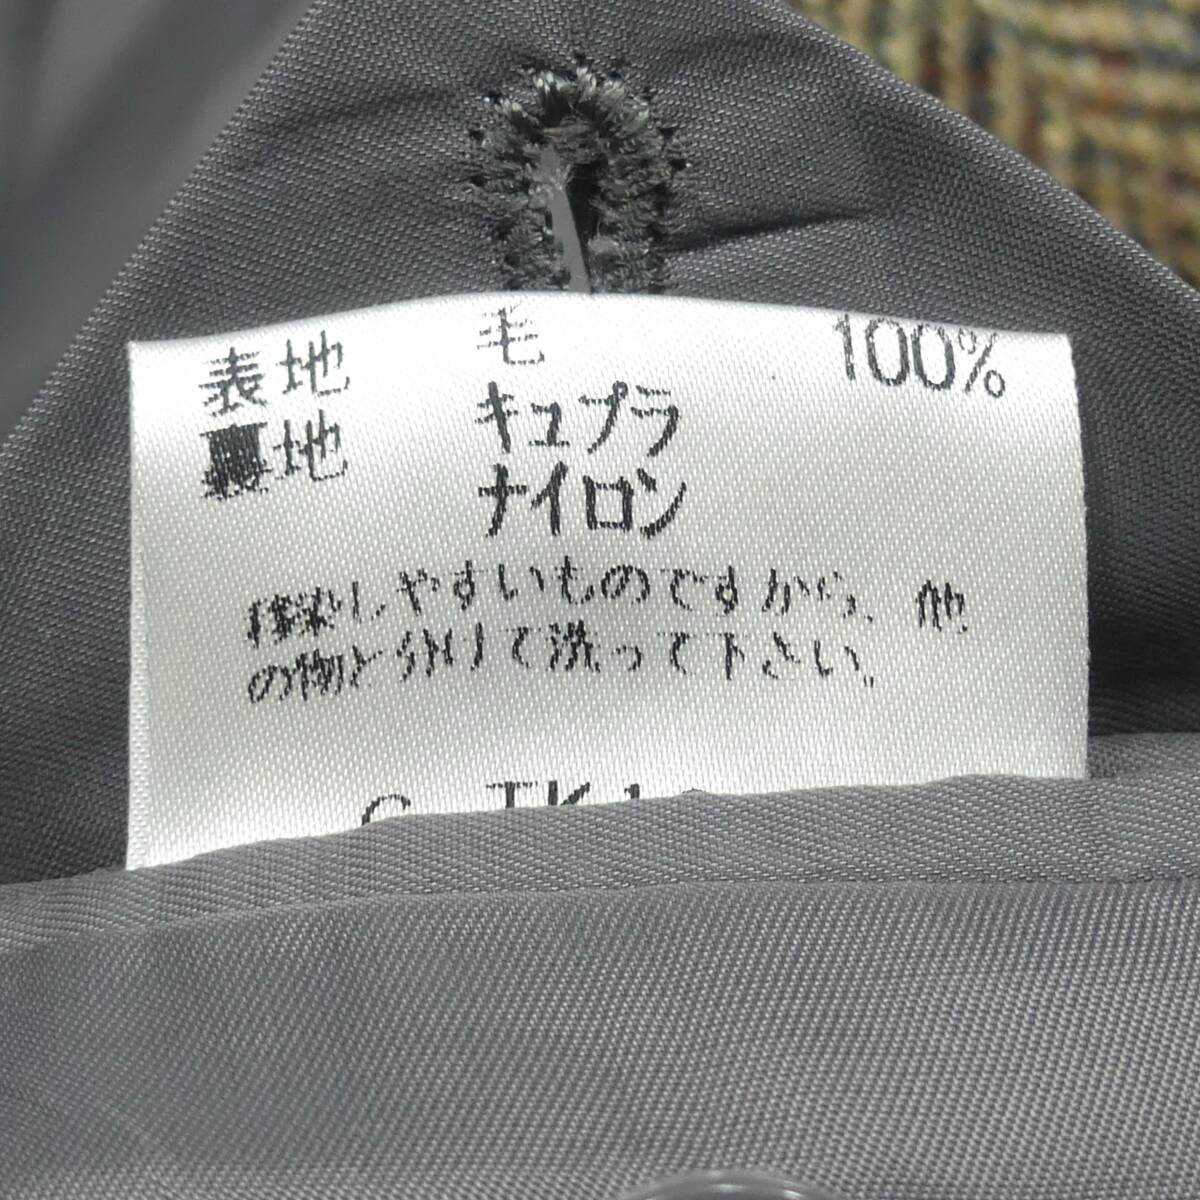 表地 毛 100%
裏地 キュプラ
ナイロン
移染しやすいものですから、他
の物と分けて洗って下さい。